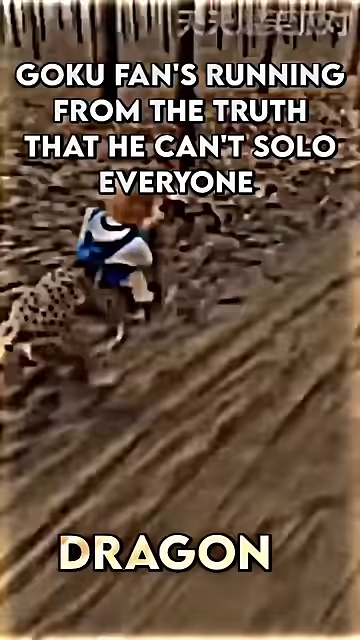 GOKU FAN'S RUNNING
FROM THE TRUTH
THAT HE CAN'T SOLO
EVERYONE
DRAGON